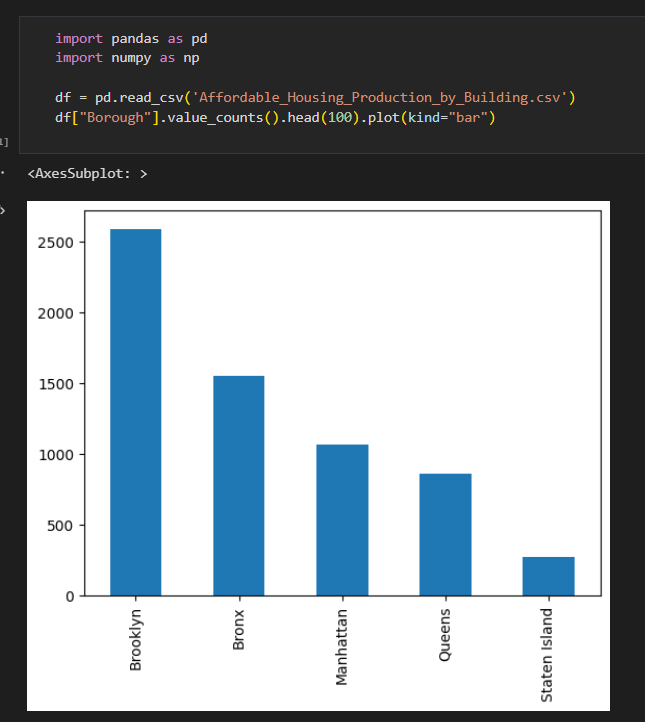 import pandas as pd
import numpy as np
df = pd.read_csv('Affordable_Housing_Production_by_Building.csv')
df["Borough"].value_counts().head(100).plot(kind="bar")
1]
<AxesSubplot: >
2500
2000
1500
1000
500
0
Brooklyn
Bronx
Manhattan
Queens
Staten Island